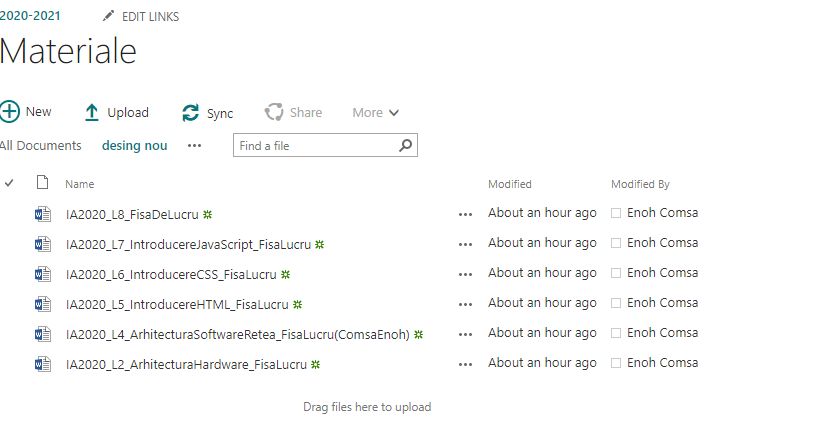 2020-2021 EDIT LINKS
Materiale
New Upload Sync Share More
All Documents desing nou ••• Find a file
Name Modified Modified By
IA2020_L8_FisaDeLucru ••• About an hour ago Enoh Comsa
IA2020_L7_IntroducereJavaScript_FisaLucru ••• About an hour ago Enoh Comsa
IA2020_L6_IntroducereCSS_FisaLucru ••• About an hour ago Enoh Comsa
IA2020_L5_IntroducereHTML_FisaLucru ••• About an hour ago Enoh Comsa
IA2020_L4_ArhitecturaSoftwareRetea_FisaLucru(ComsaEnoh) ••• About an hour ago Enoh Comsa
IA2020_L2_ArhitecturaHardware_FisaLucru ••• About an hour ago Enoh Comsa
Drag files here to upload